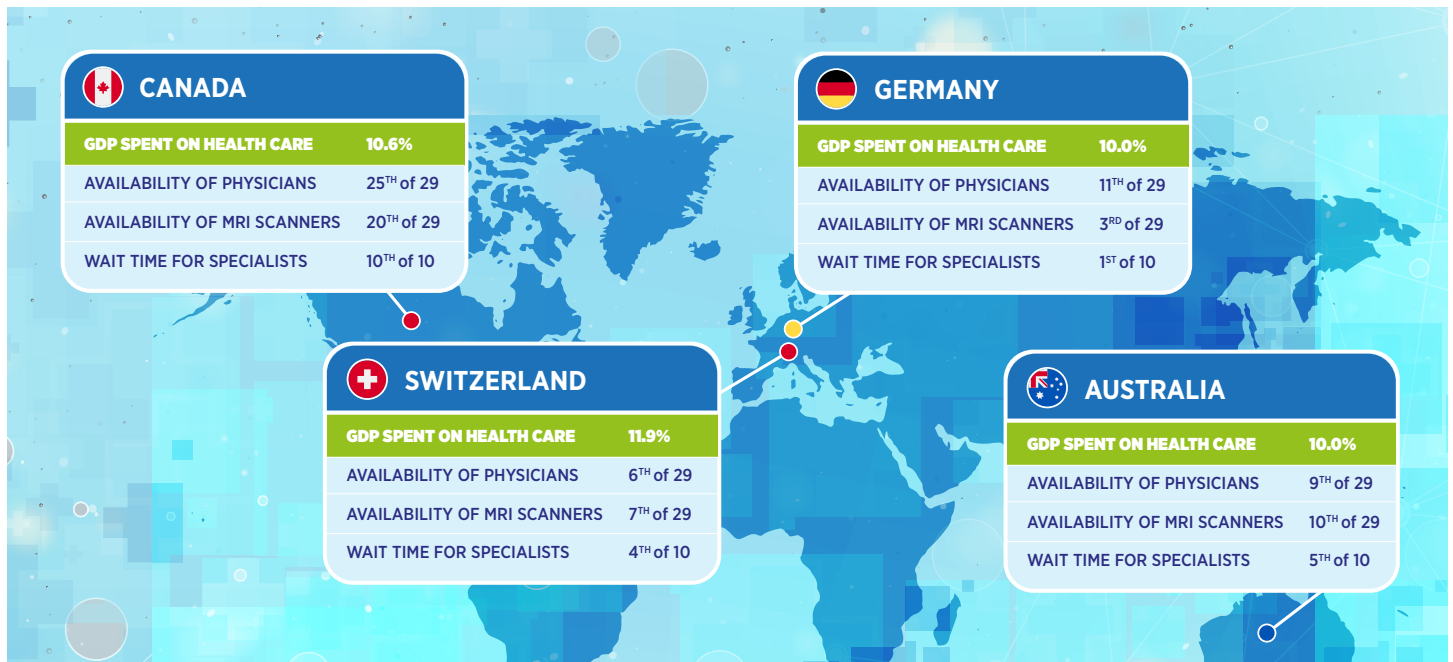 CANADA
GDP SPENT ON HEALTH CARE 10.6%
AVAILABILITY OF PHYSICIANS 25TH of 29
AVAILABILITY OF MRI SCANNERS 20TH of 29
WAIT TIME FOR SPECIALISTS 10TH of 10
GERMANY
GDP SPENT ON HEALTH CARE 10.0%
AVAILABILITY OF PHYSICIANS 11TH of 29
AVAILABILITY OF MRI SCANNERS 3RD of 29
WAIT TIME FOR SPECIALISTS 1ST of 10
SWITZERLAND
GDP SPENT ON HEALTH CARE 11.9%
AVAILABILITY OF PHYSICIANS 6TH of 29
AVAILABILITY OF MRI SCANNERS 7TH of 29
WAIT TIME FOR SPECIALISTS 4TH of 10
AUSTRALIA
GDP SPENT ON HEALTH CARE 10.0%
AVAILABILITY OF PHYSICIANS 9TH of 29
AVAILABILITY OF MRI SCANNERS 10TH of 29
WAIT TIME FOR SPECIALISTS 5TH of 10